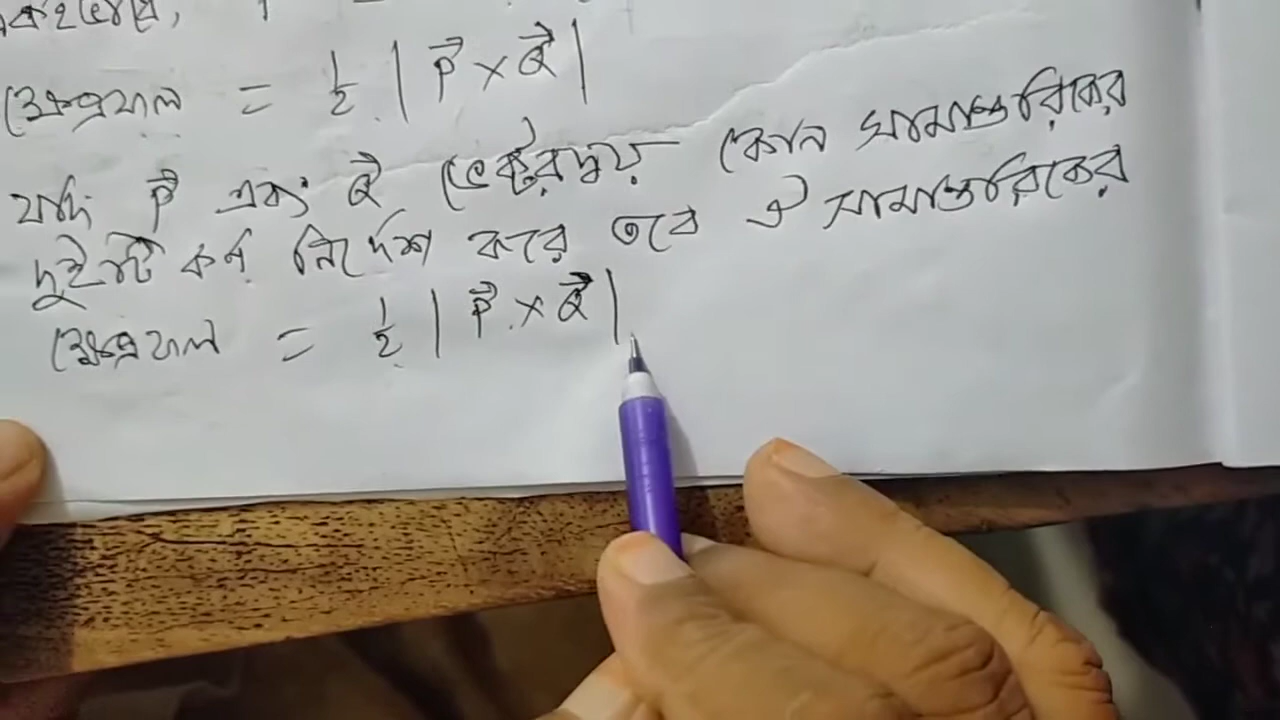 ক্ষেত্রফল = 1/2 |P⃗ × Q⃗|
যদি P⃗ এবং Q⃗ ভেক্টরদ্বয় কোন সামান্তরিকের
দুইটি কর্ণ নির্দেশ করে তবে ঐ সামান্তরিকের
ক্ষেত্রফল = 1/2 |P⃗ × Q⃗|